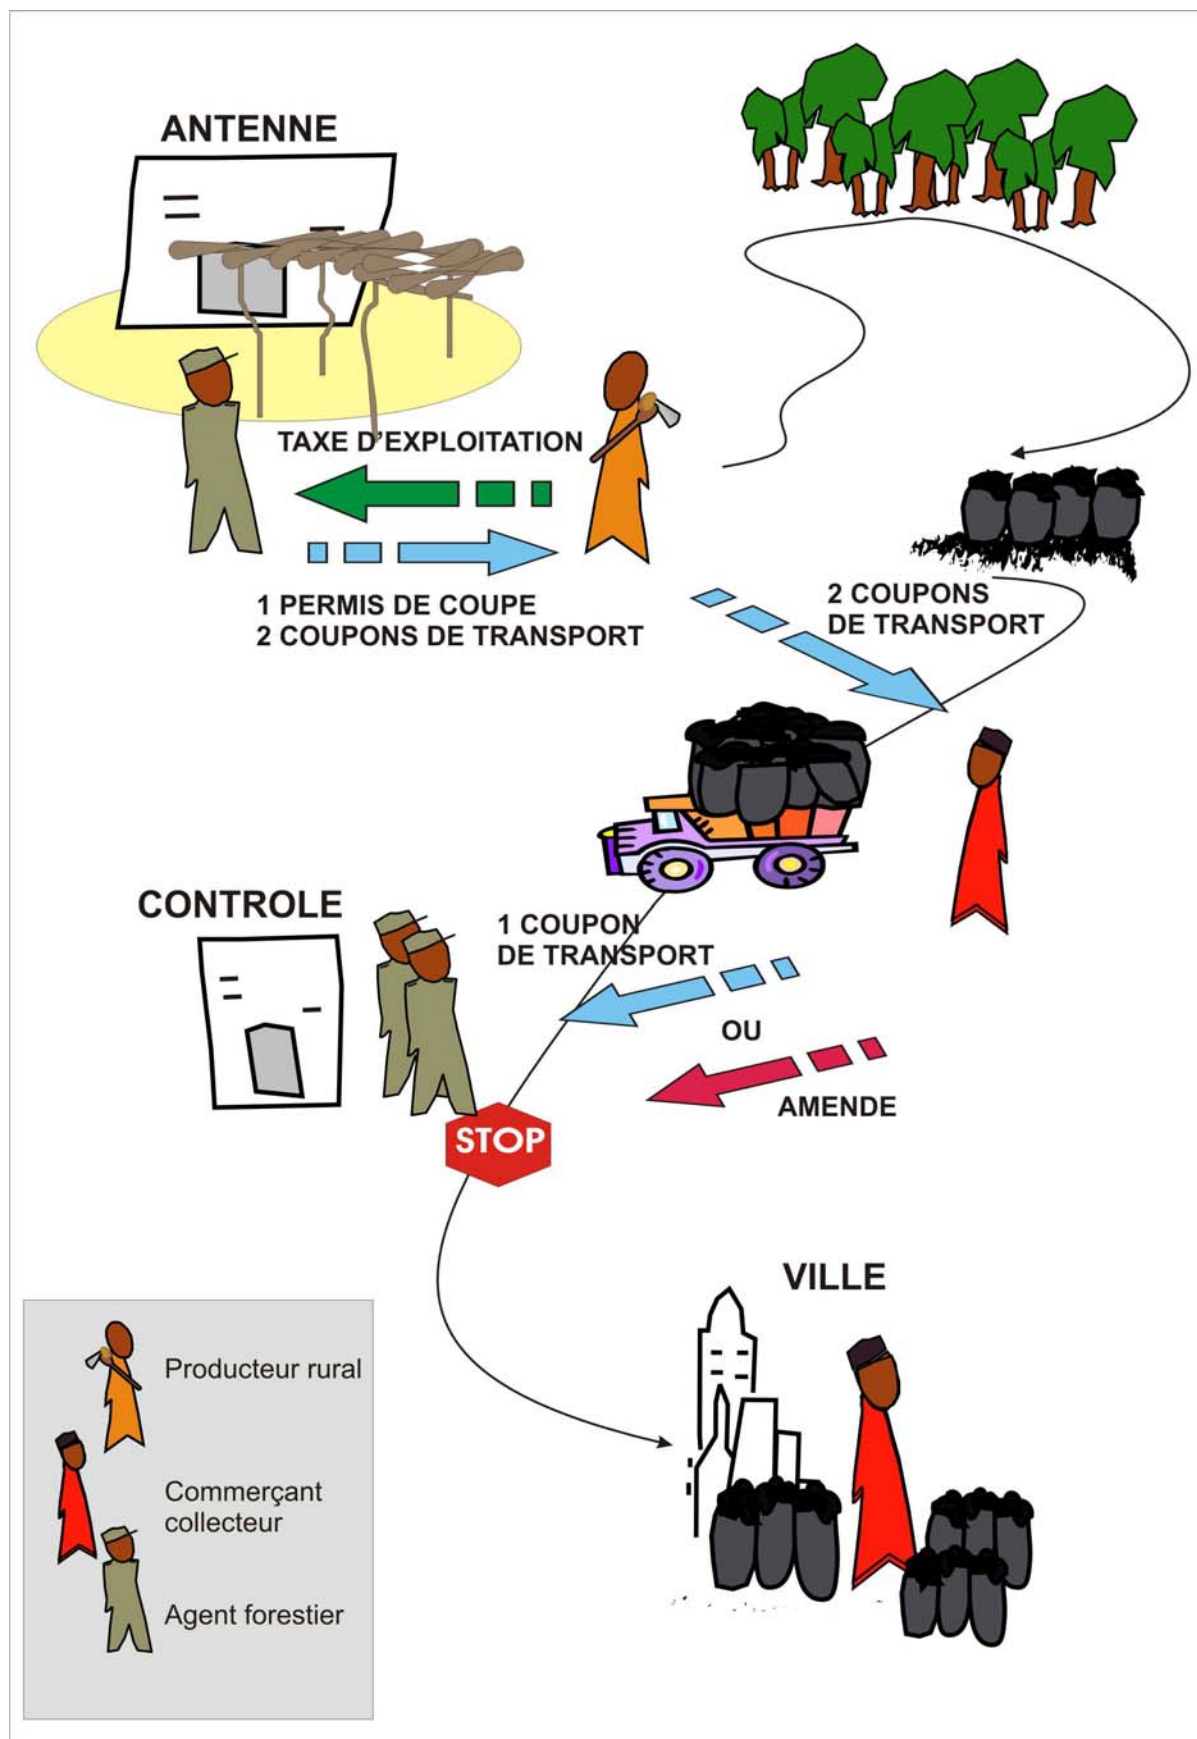 ANTENNE
TAXE D'EXPLOITATION
1 PERMIS DE COUPE
2 COUPONS DE TRANSPORT
2 COUPONS
DE TRANSPORT
CONTROLE
1 COUPON
DE TRANSPORT
OU
AMENDE
STOP
VILLE
Producteur rural
Commerçant
collecteur
Agent forestier